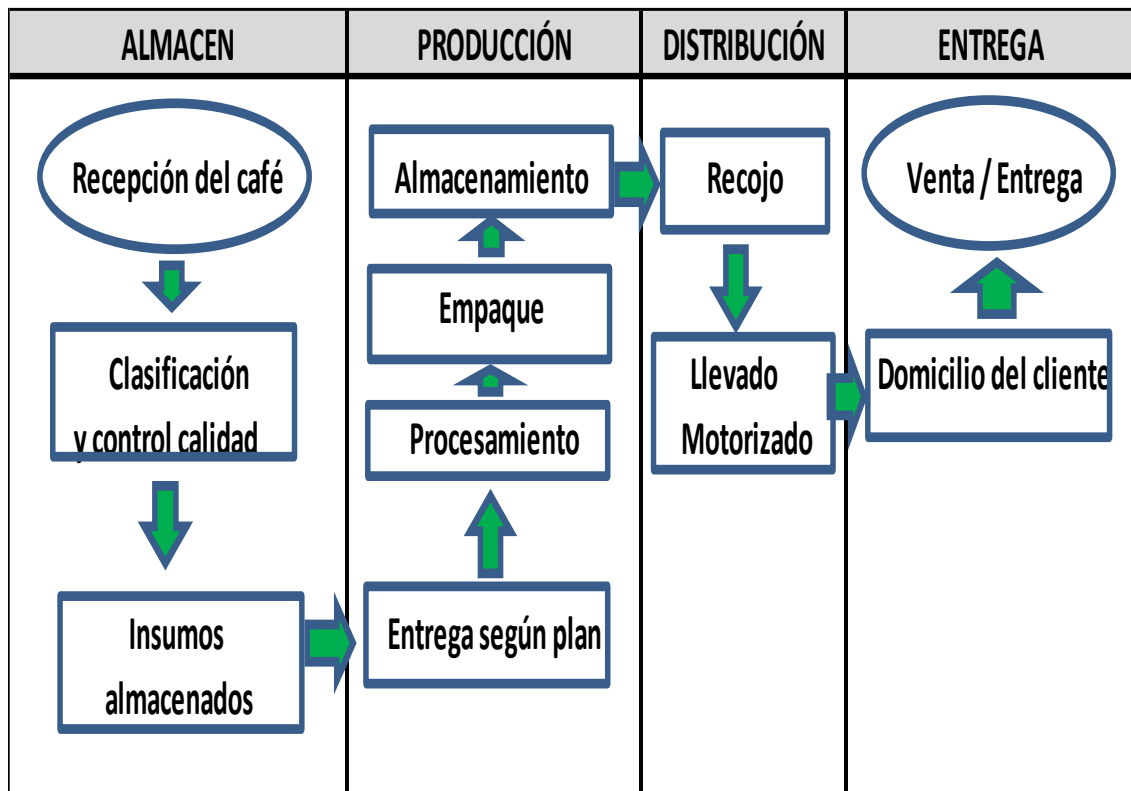 ALMACEN
PRODUCCIÓN
DISTRIBUCIÓN
ENTREGA
Recepción del café
Clasificación
y control calidad
Insumos
almacenados
Almacenamiento
Empaque
Procesamiento
Entrega según plan
Recojo
Llevado
Motorizado
Venta / Entrega
Domicilio del cliente